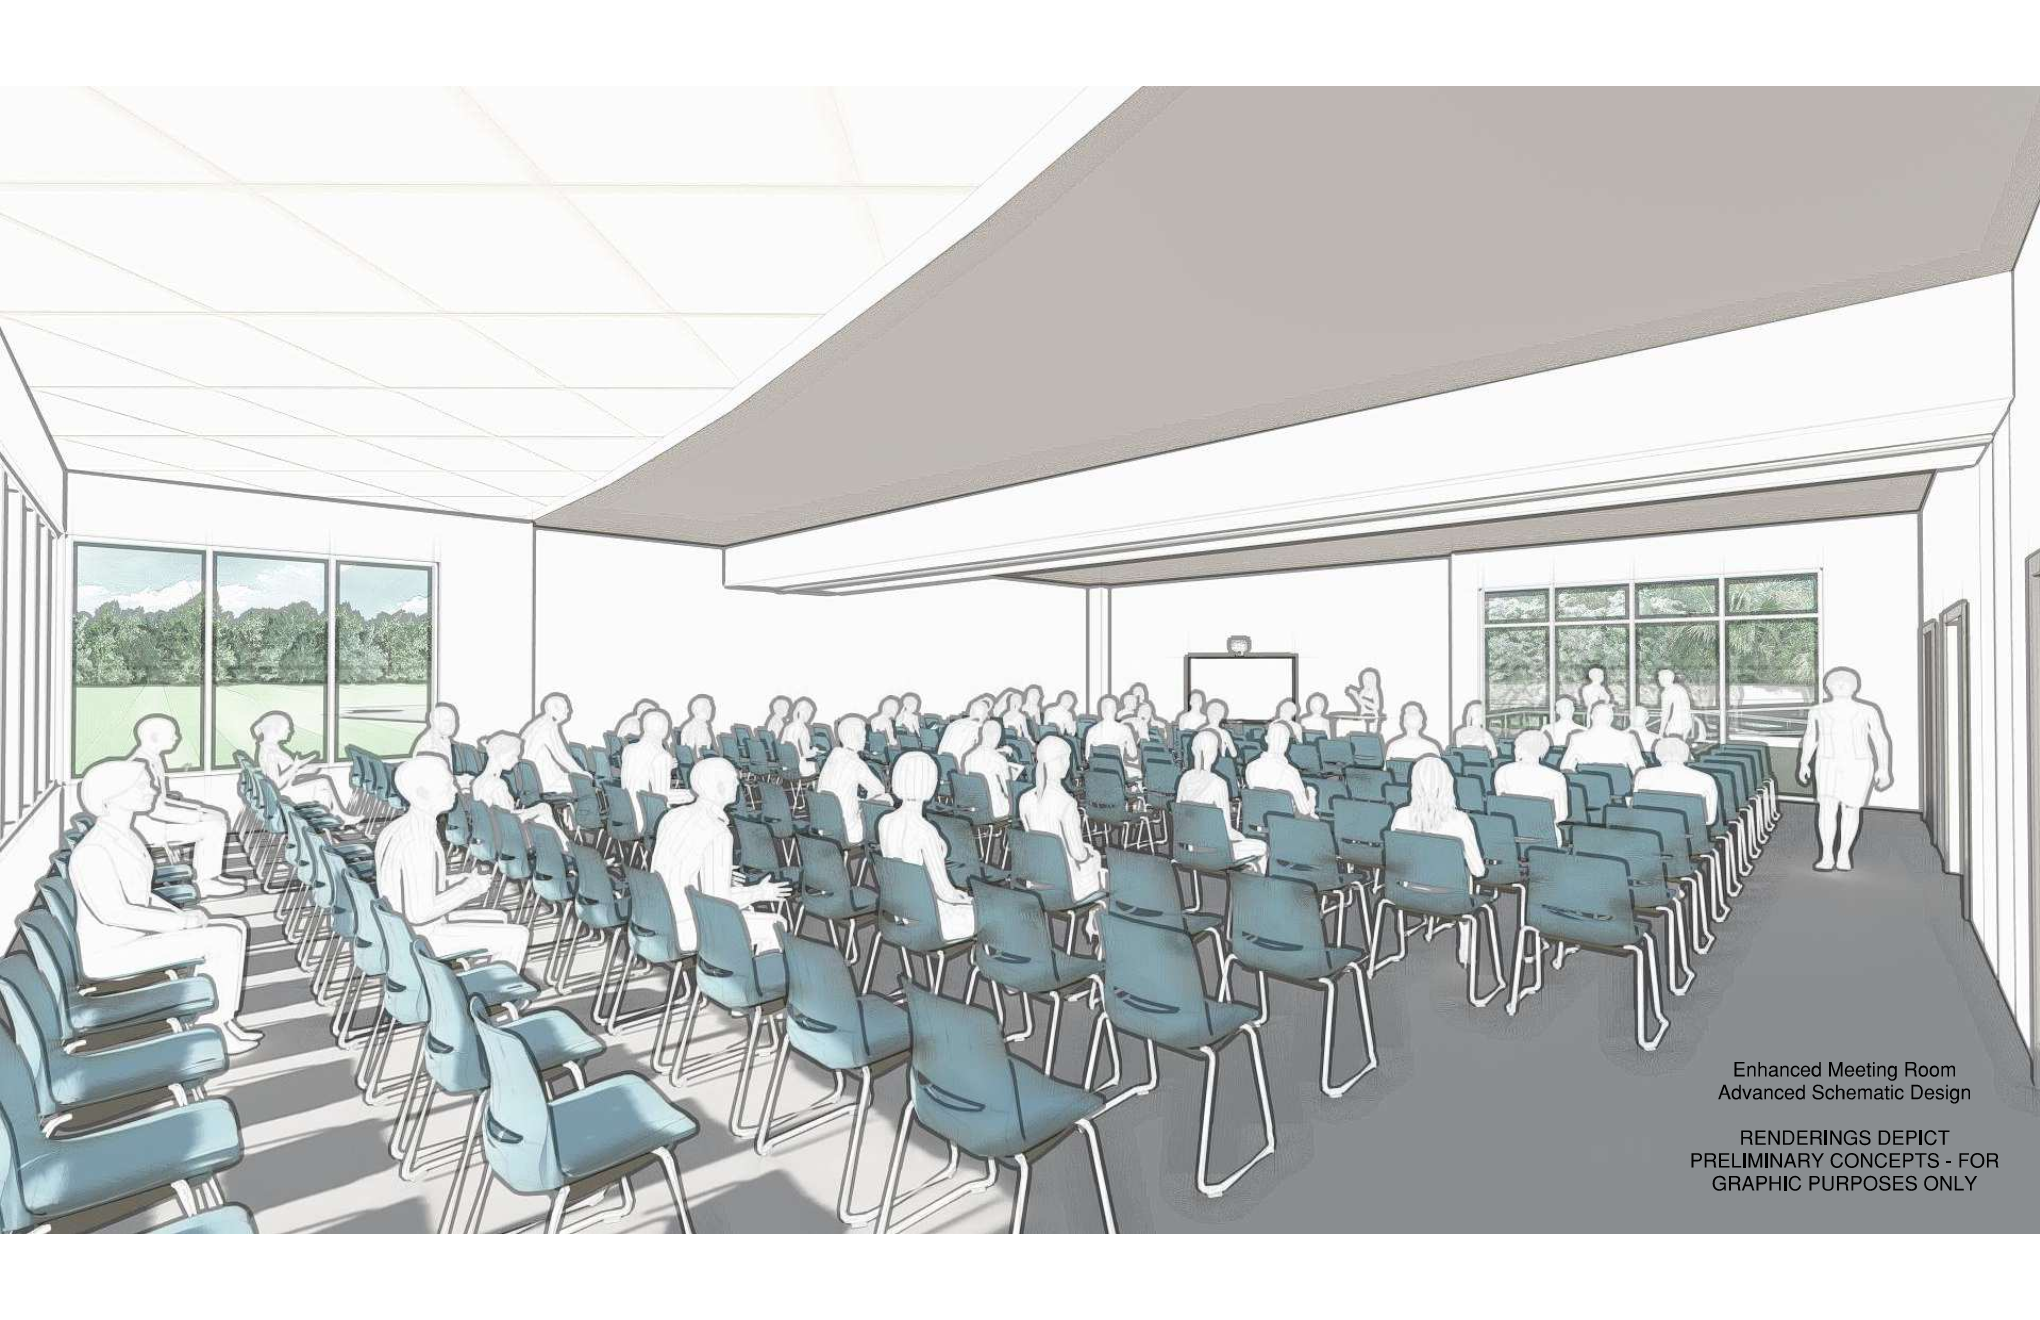 Enhanced Meeting Room
Advanced Schematic Design
RENDERINGS DEPICT
PRELIMINARY CONCEPTS - FOR
GRAPHIC PURPOSES ONLY